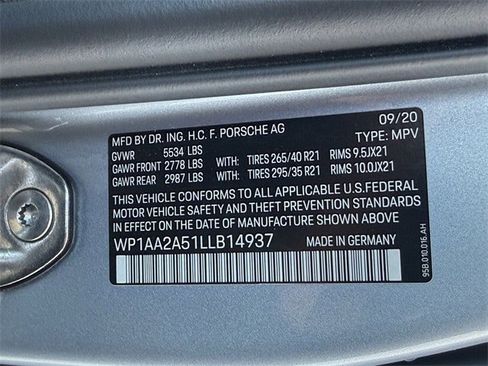 09/20
MFD BY DR. ING. H.C. F. PORSCHE AG TYPE: MPV
GVWR 5534 LBS
GAWR FRONT 2778 LBS WITH: TIRES 265/40 R21 RIMS 9.5JX21
GAWR REAR 2987 LBS WITH: TIRES 295/35 R21 RIMS 10.0JX21
THIS VEHICLE CONFORMS TO ALL APPLICABLE U.S.FEDERAL
MOTOR VEHICLE SAFETY AND THEFT PREVENTION STANDARDS
IN EFFECT ON THE DATE OF MANUFACTURE SHOWN ABOVE.
WP1AA2A51LLB14937 MADE IN GERMANY
95B.010.016.AH